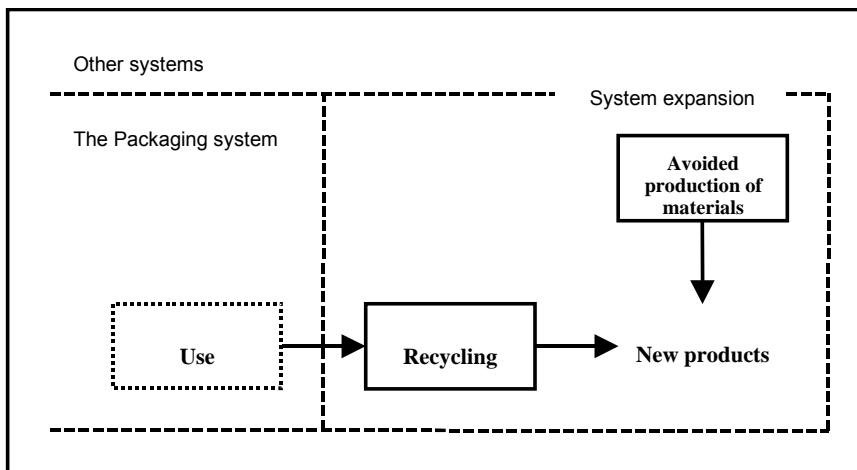 Other systems
System expansion
The Packaging system
Avoided
production of
materials
Use
Recycling
New products